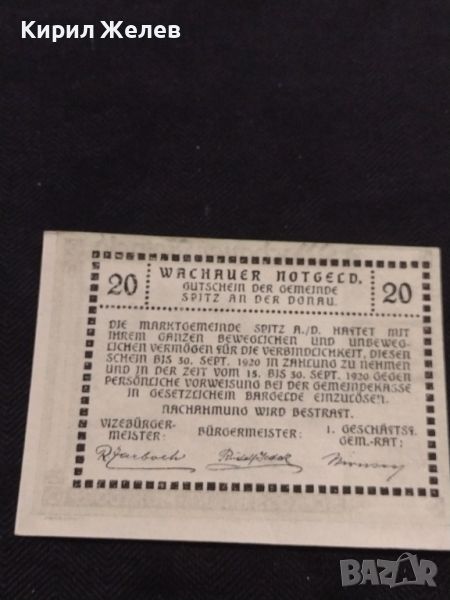 Кирил Желев
20 WACHAUER NOTGELD. 20
GUTSCHEIN DER GEMEINDE
SPITZ AN DER DONAU.
DIE MARKTGEMEINDE SPITZ A./D. HAFTET MIT
IHREM GANZEN BEWEGLICHEN UND UNBEWEG-
LICHEN VERMÖGEN FÜR DIE VERBINDLICHKEIT, DIESEN
SCHEIN BIS 30. SEPT. 1920 IN ZAHLUNG ZU NEHMEN
UND IN DER ZEIT VOM 15. BIS 30. SEPT. 1920 GEGEN
PERSÖNLICHE VORWEISUNG BEI DER GEMEINDEKASSE
IN GESETZLICHEM BARGELDE EINZULÖSEN.
NACHAHMUNG WIRD BESTRAFT.
VIZEBÜRGER-
MEISTER:
BÜRGERMEISTER:
1. GESCHÄFTSF.
GEM.-RAT:
BAZAR